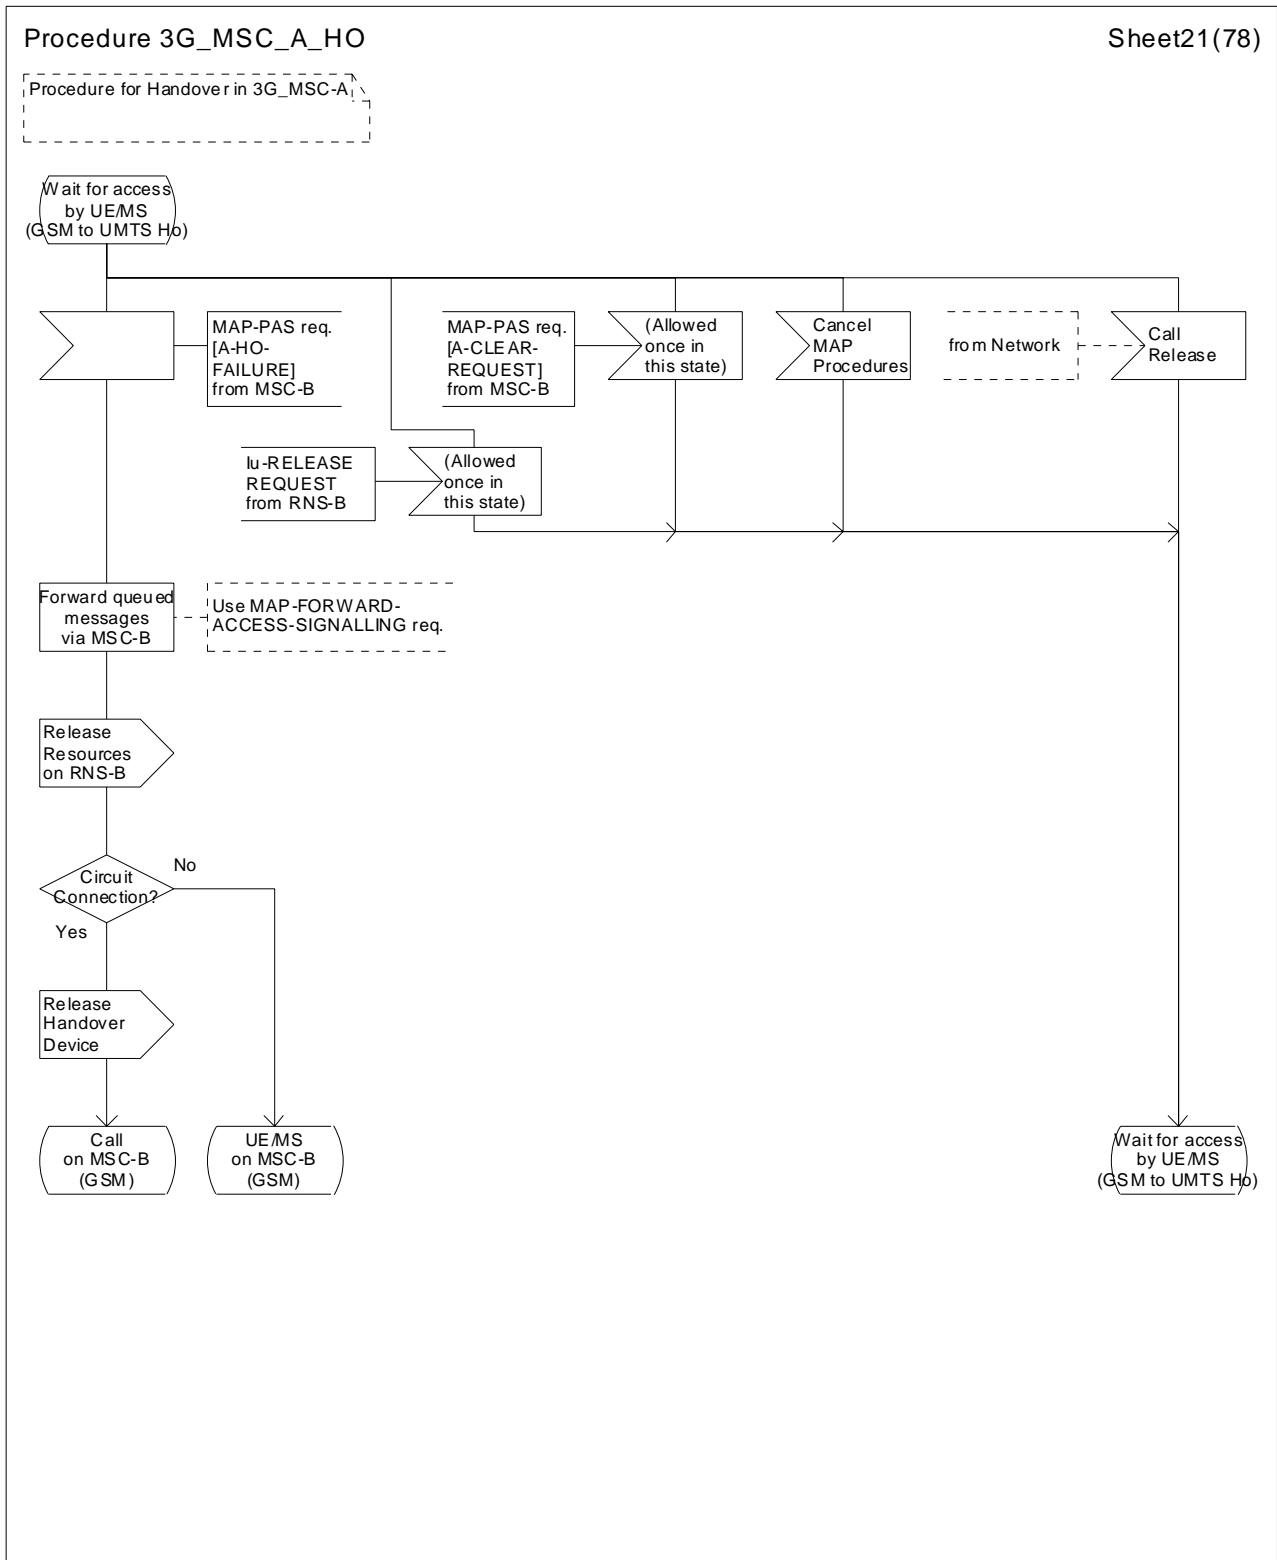 Procedure 3G_MSC_A_HO
Sheet21(78)
Procedure for Handover in 3G_MSC-A
Wait for access
by UE/MS
(GSM to UMTS Ho)
MAP-PAS req.
[A-HO-
FAILURE]
from MSC-B
MAP-PAS req.
[A-CLEAR-
REQUEST]
from MSC-B
(Allowed
once in
this state)
Cancel
MAP
Procedures
from Network
Call
Release
Iu-RELEASE
REQUEST
from RNS-B
(Allowed
once in
this state)
Forward queued
messages
via MSC-B
Use MAP-FORWARD-
ACCESS-SIGNALLING req.
Release
Resources
on RNS-B
Circuit
Connection?
No
Yes
Release
Handover
Device
Call
on MSC-B
(GSM)
UE/MS
on MSC-B
(GSM)
Wait for access
by UE/MS
(GSM to UMTS Ho)